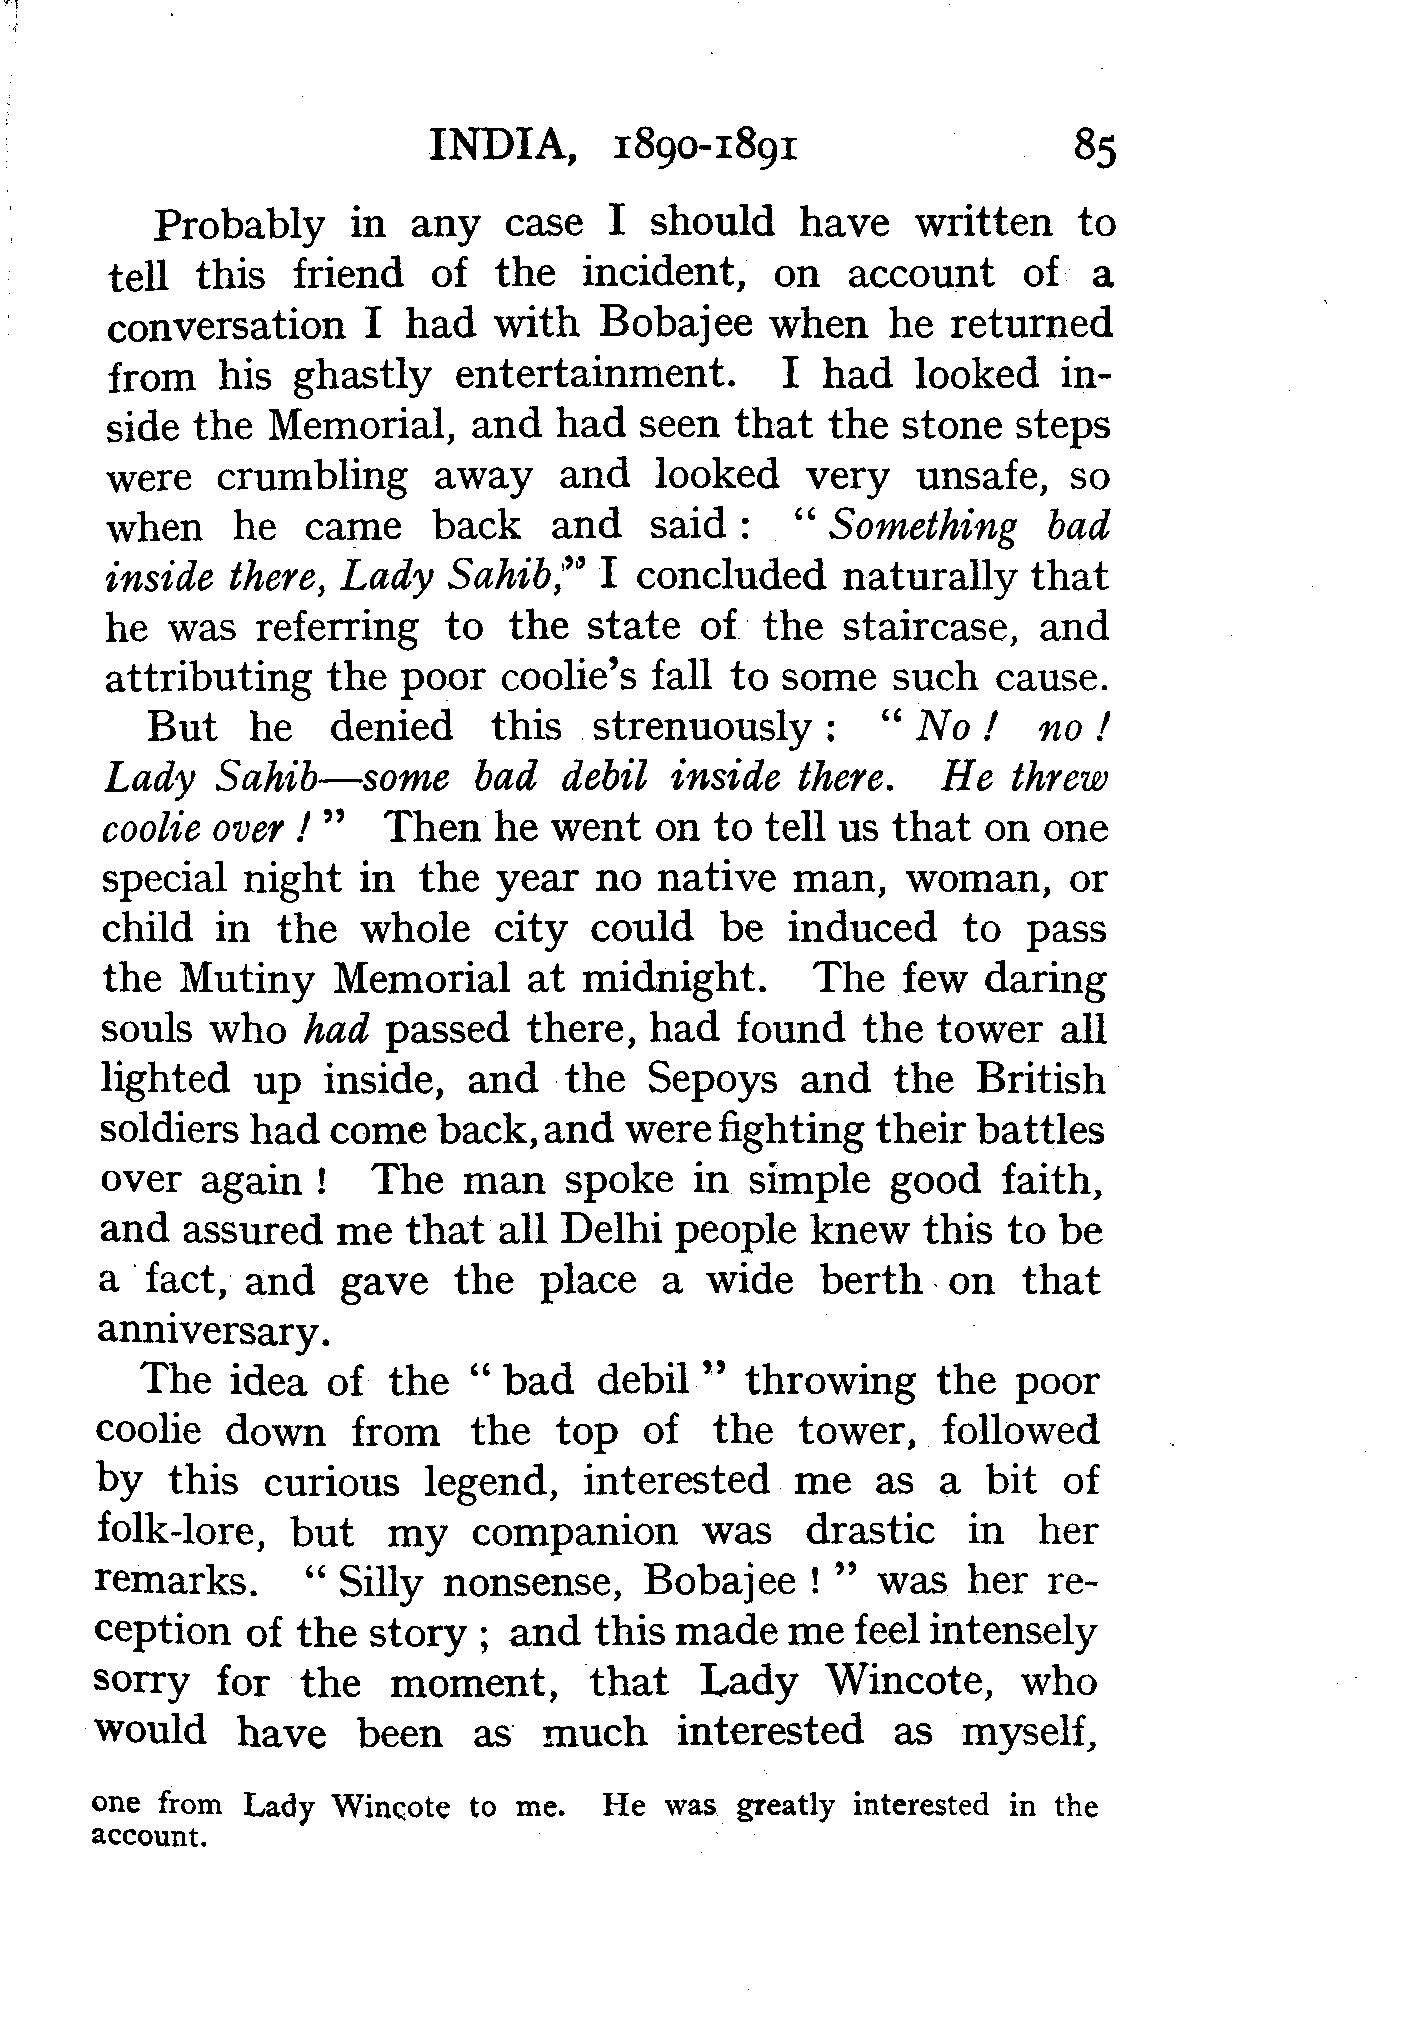 INDIA, 1890-1891 85
Probably in any case I should have written to
tell this friend of the incident, on account of a
conversation I had with Bobajee when he returned
from his ghastly entertainment. I had looked in-
side the Memorial, and had seen that the stone steps
were crumbling away and looked very unsafe, so
when he came back and said : “ Something bad
inside there, Lady Sahib,” I concluded naturally that
he was referring to the state of the staircase, and
attributing the poor coolie’s fall to some such cause.
But he denied this strenuously : “ No ! no !
Lady Sahib—some bad debil inside there. He threw
coolie over ! ” Then he went on to tell us that on one
special night in the year no native man, woman, or
child in the whole city could be induced to pass
the Mutiny Memorial at midnight. The few daring
souls who had passed there, had found the tower all
lighted up inside, and the Sepoys and the British
soldiers had come back, and were fighting their battles
over again ! The man spoke in simple good faith,
and assured me that all Delhi people knew this to be
a fact, and gave the place a wide berth on that
anniversary.
The idea of the “ bad debil ” throwing the poor
coolie down from the top of the tower, followed
by this curious legend, interested me as a bit of
folk-lore, but my companion was drastic in her
remarks. “ Silly nonsense, Bobajee ! ” was her re-
ception of the story ; and this made me feel intensely
sorry for the moment, that Lady Wincote, who
would have been as much interested as myself,
one from Lady Wincote to me. He was greatly interested in the
account.